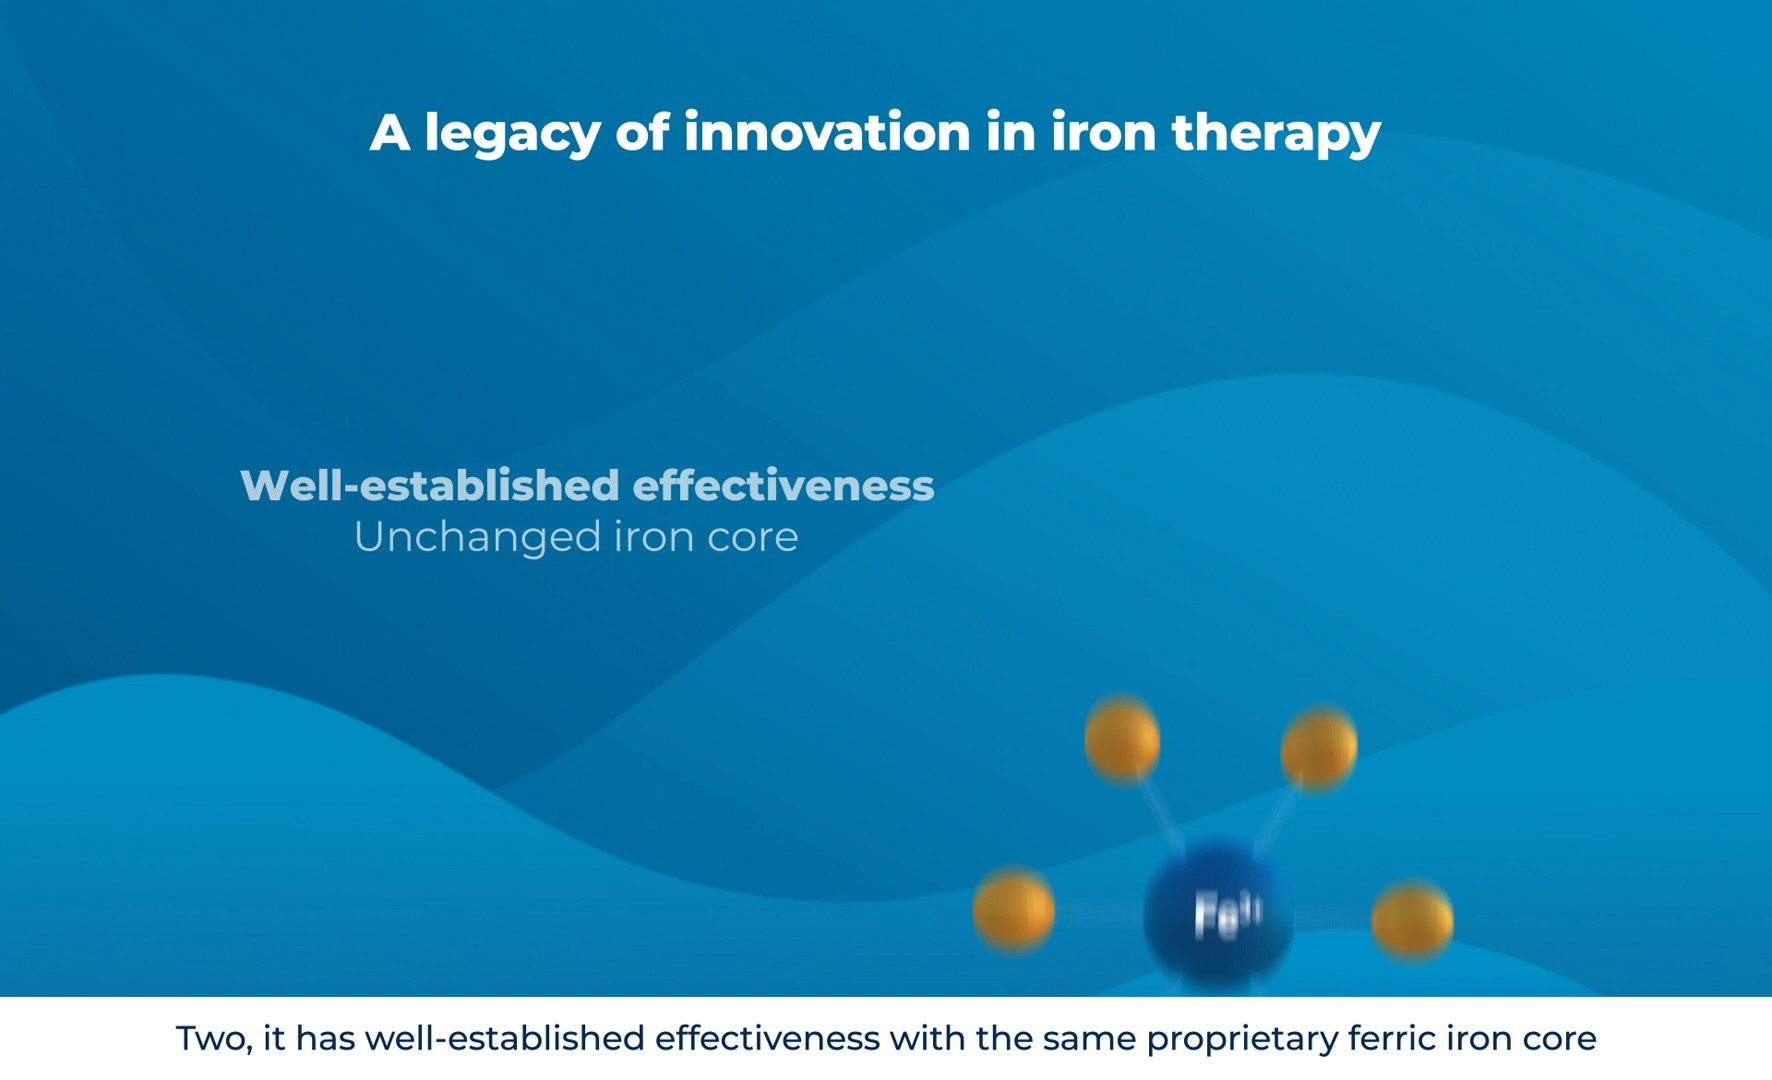 A legacy of innovation in iron therapy
Well-established effectiveness
Unchanged iron core
Fe
Two, it has well-established effectiveness with the same proprietary ferric iron core